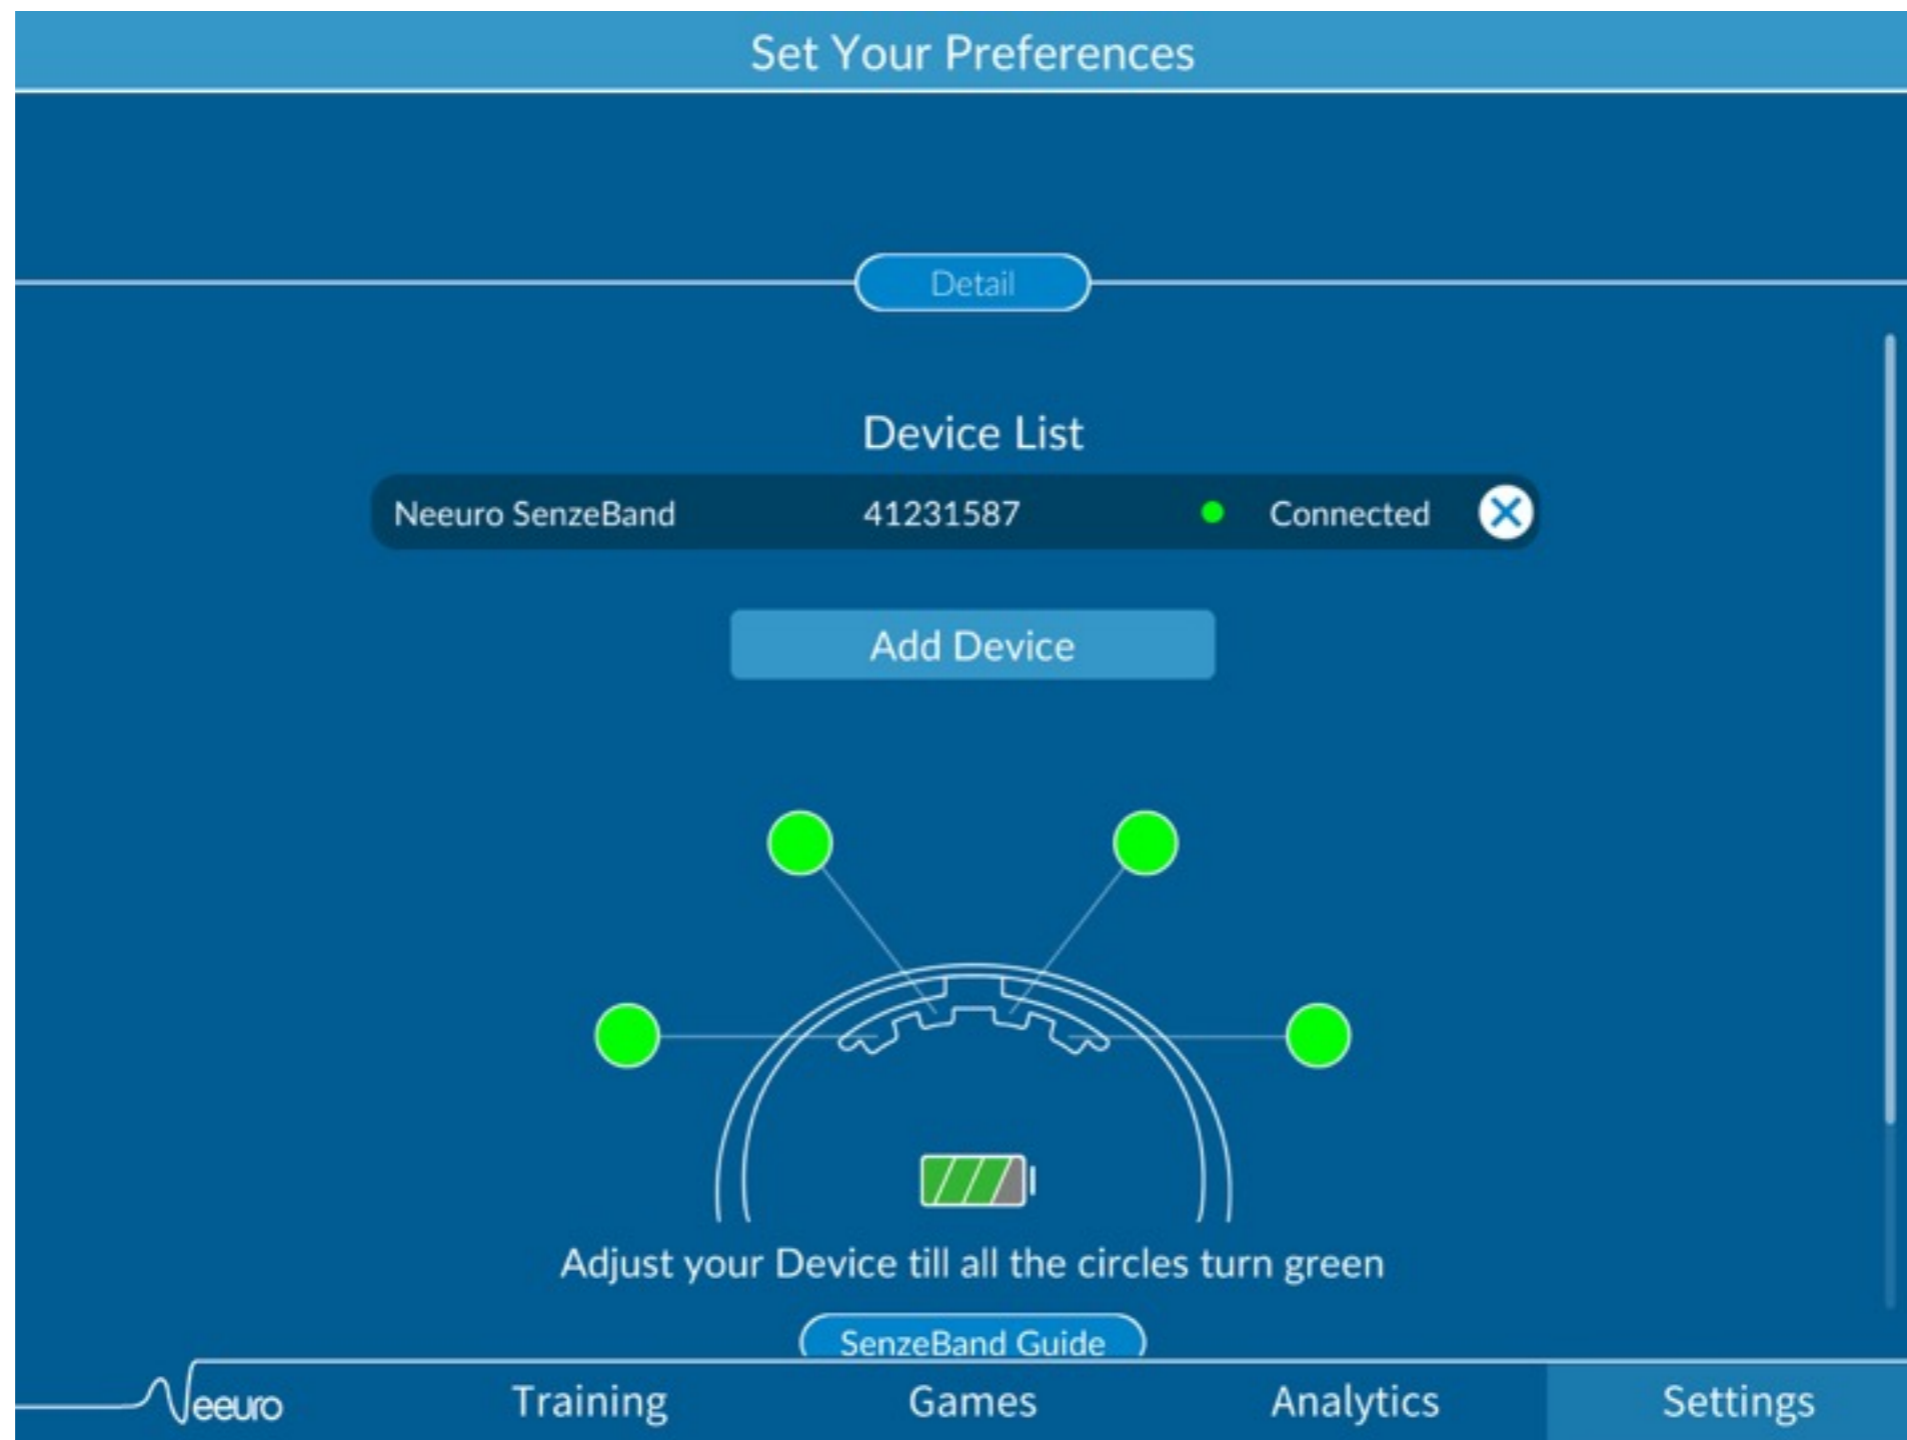 Set Your Preferences
Detail
Device List
Neeuro SenzeBand 41231587 Connected
Add Device
Adjust your Device till all the circles turn green
SenzeBand Guide
Neeuro Training Games Analytics Settings